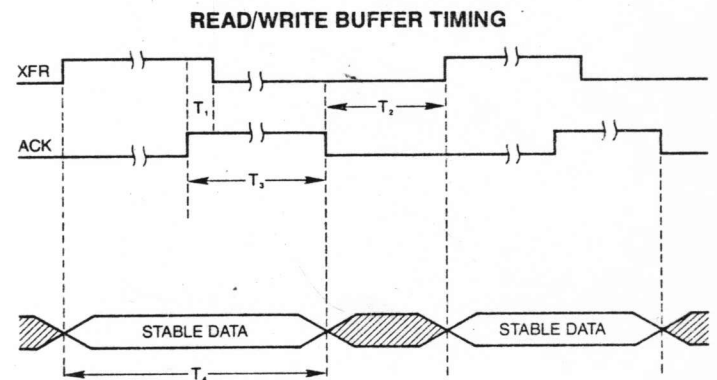 READ/WRITE BUFFER TIMING
XFR
T₁
T₂
ACK
T₃
STABLE DATA
STABLE DATA
T₄